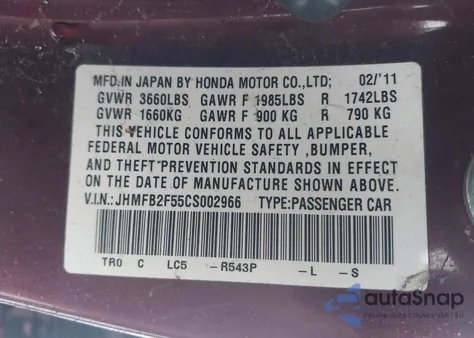 MFD.IN JAPAN BY HONDA MOTOR CO.,LTD; 02/'11
GVWR 3660LBS GAWR F 1985LBS R 1742LBS
GVWR 1660KG GAWR F 900 KG R 790 KG
THIS VEHICLE CONFORMS TO ALL APPLICABLE
FEDERAL MOTOR VEHICLE SAFETY ,BUMPER,
AND THEFT PREVENTION STANDARDS IN EFFECT
ON THE DATE OF MANUFACTURE SHOWN ABOVE.
V.I.N.:JHMFB2F55CS002966 TYPE:PASSENGER CAR
TR0 C LC5 -R543P -L -S
autaSnap